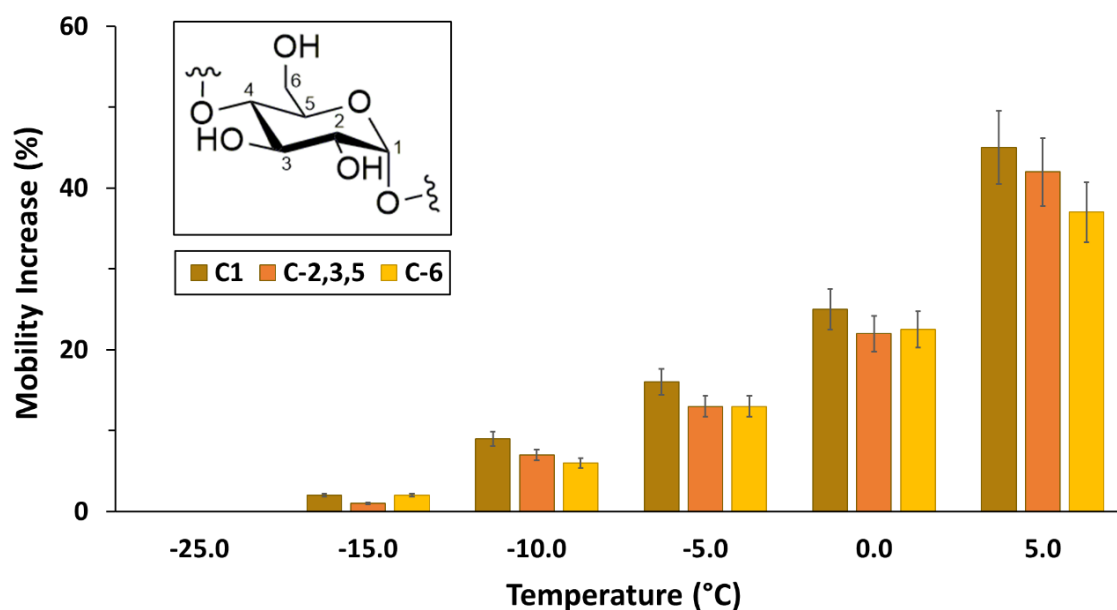 60
40
20
0
Mobility Increase (%)
OH
6
4
5
O
O
2
HO
1
3
OH
O
C1 C-2,3,5 C-6
-25.0 -15.0 -10.0 -5.0 0.0 5.0
Temperature (°C)